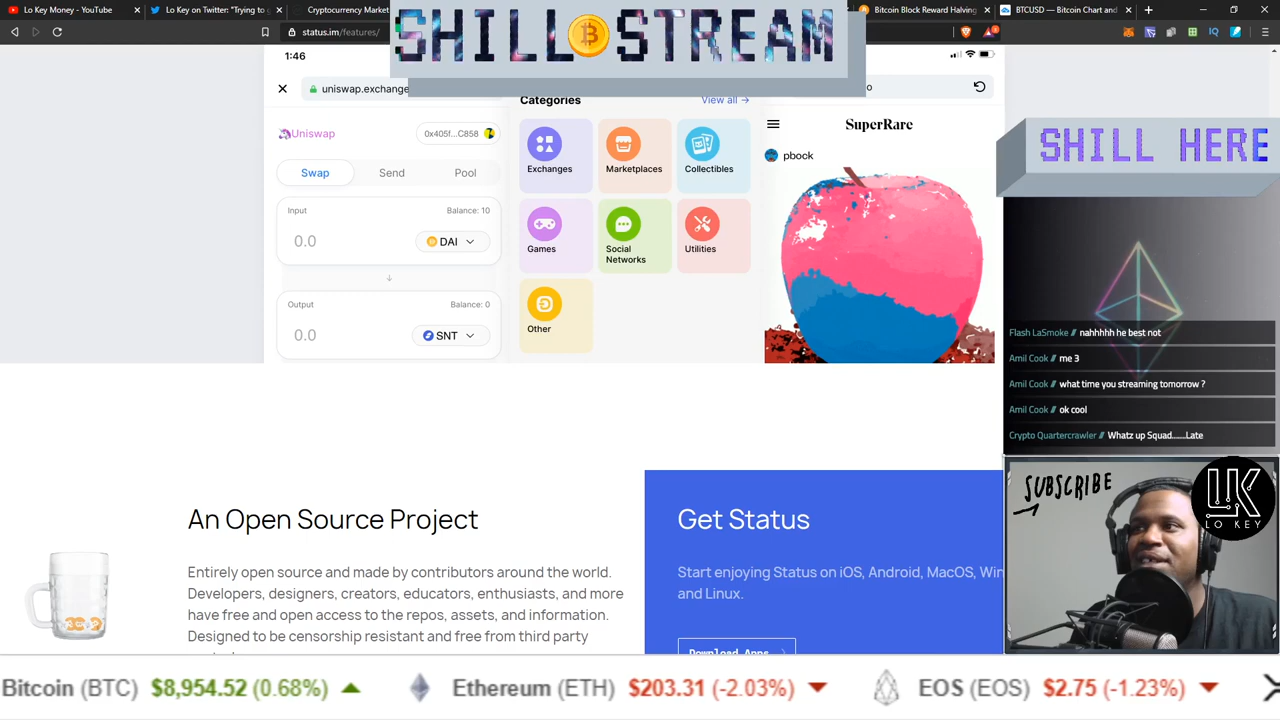 Lo Key Money - YouTube
Lo Key on Twitter: "Trying to g
Cryptocurrency Market
Bitcoin Block Reward Halving
BTCUSD — Bitcoin Chart and
status.im/features/
SHILL STREAM
1:46
uniswap.exchange
Uniswap
0x405f...C858
Swap
Send
Pool
Input
Balance: 10
0.0
DAI
Output
Balance: 0
0.0
SNT
Categories
View all →
Exchanges
Marketplaces
Collectibles
Games
Social
Networks
Utilities
Other
SuperRare
pbock
SHILL HERE
Flash LaSmoke // nahhhhh he best not
Amil Cook // me 3
Amil Cook // what time you streaming tomorrow ?
Amil Cook // ok cool
Crypto Quartercrawler // Whatz up Squad.......Late
SUBSCRIBE
LK
LO KEY
An Open Source Project
Entirely open source and made by contributors around the world.
Developers, designers, creators, educators, enthusiasts, and more
have free and open access to the repos, assets, and information.
Designed to be censorship resistant and free from third party
Get Status
Start enjoying Status on iOS, Android, MacOS, Win
and Linux.
Download Apps
Bitcoin (BTC) $8,954.52 (0.68%)
Ethereum (ETH) $203.31 (-2.03%)
EOS (EOS) $2.75 (-1.23%)